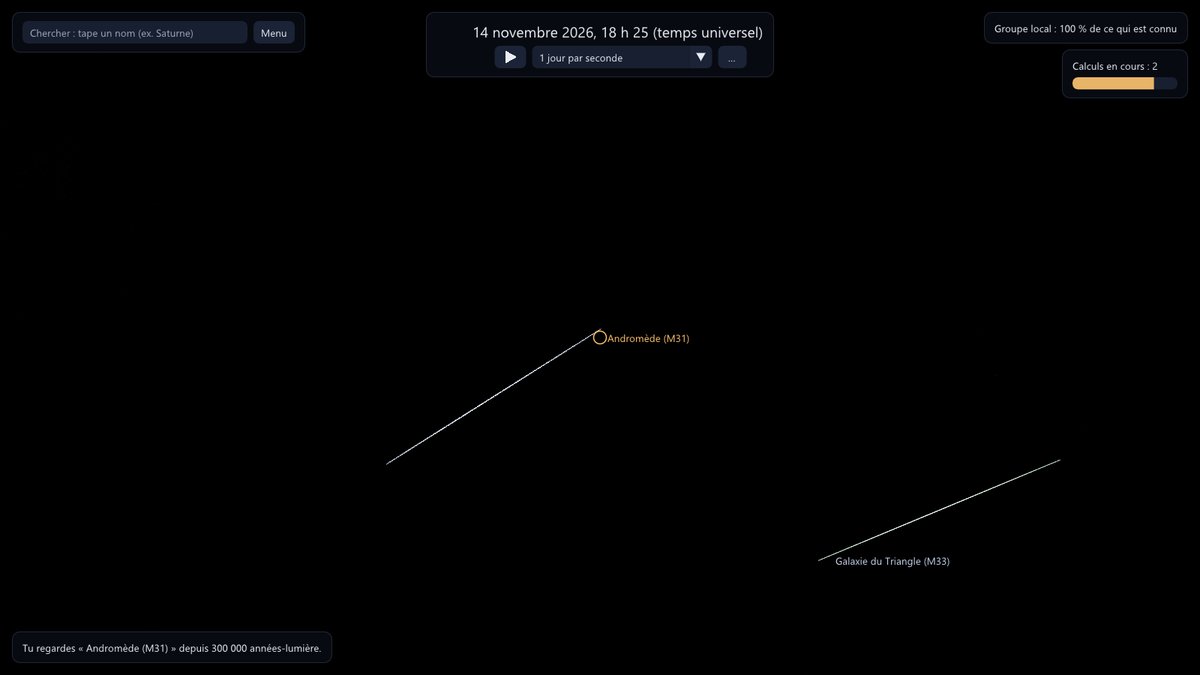 Chercher : tape un nom (ex. Saturne)
Menu
14 novembre 2026, 18 h 25 (temps universel)
1 jour par seconde
...
Groupe local : 100 % de ce qui est connu
Calculs en cours : 2
Andromède (M31)
Galaxie du Triangle (M33)
Tu regardes « Andromède (M31) » depuis 300 000 années-lumière.